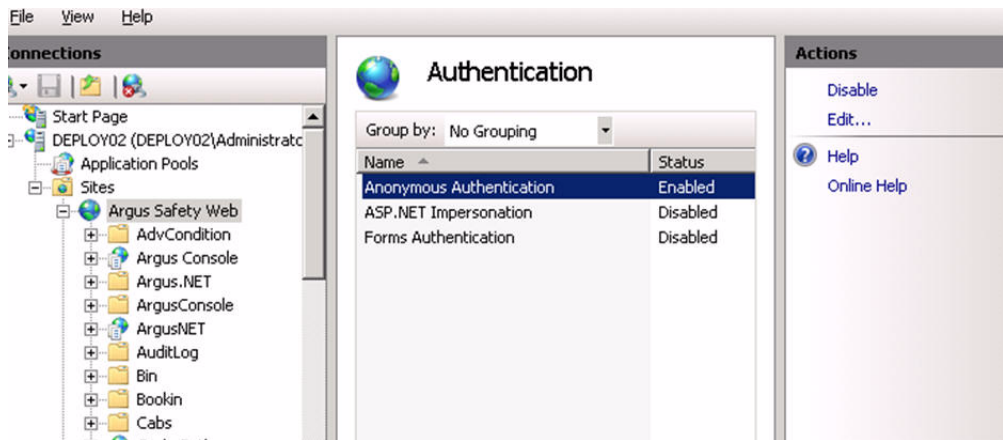 File View Help
onnections
Start Page
DEPLOY02 (DEPLOY02\Administratc
Application Pools
Sites
Argus Safety Web
AdvCondition
Argus Console
Argus.NET
ArgusConsole
ArgusNET
AuditLog
Bin
Bookin
Cabs
Authentication
Group by: No Grouping
Name Status
Anonymous Authentication Enabled
ASP.NET Impersonation Disabled
Forms Authentication Disabled
Actions
Disable
Edit...
Help
Online Help